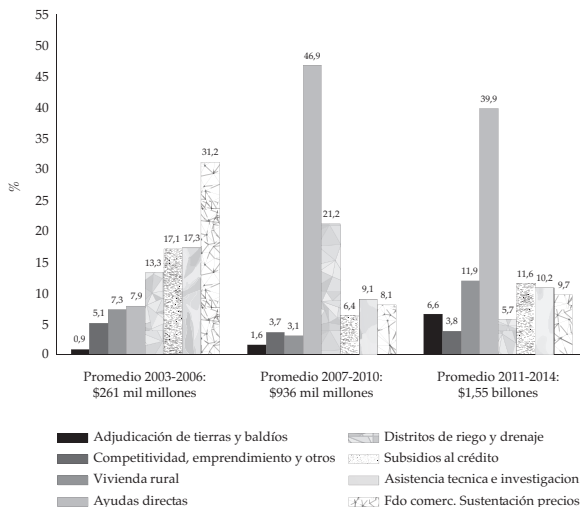 55
50
45
40
35
30
25
20
15
10
5
0
%
0,9
5,1
7,3
7,9
13,3
17,1
17,3
31,2
1,6
3,7
3,1
46,9
21,2
6,4
9,1
8,1
6,6
3,8
11,9
39,9
5,7
11,6
10,2
9,7
Promedio 2003-2006:
$261 mil millones
Promedio 2007-2010:
$936 mil millones
Promedio 2011-2014:
$1,55 billones
Adjudicación de tierras y baldíos
Competitividad, emprendimiento y otros
Vivienda rural
Ayudas directas
Distritos de riego y drenaje
Subsidios al crédito
Asistencia tecnica e investigacion
Fdo comerc. Sustentación precios